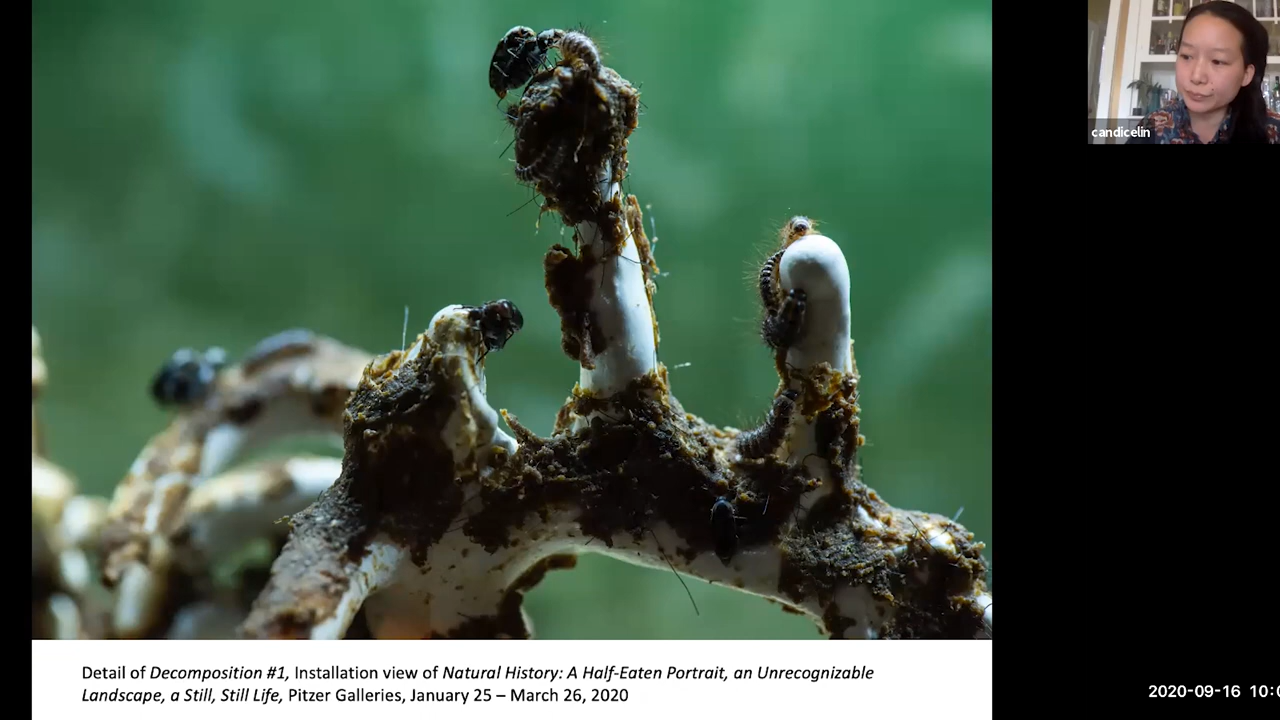 candicelin
Detail of Decomposition #1, Installation view of Natural History: A Half-Eaten Portrait, an Unrecognizable
Landscape, a Still, Still Life, Pitzer Galleries, January 25 – March 26, 2020
2020-09-16 10:0